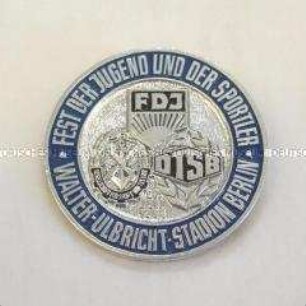 FEST DER JUGEND UND DER SPORTLER
FDJ
DTSB
WALTER-ULBRICHT-STADION BERLIN